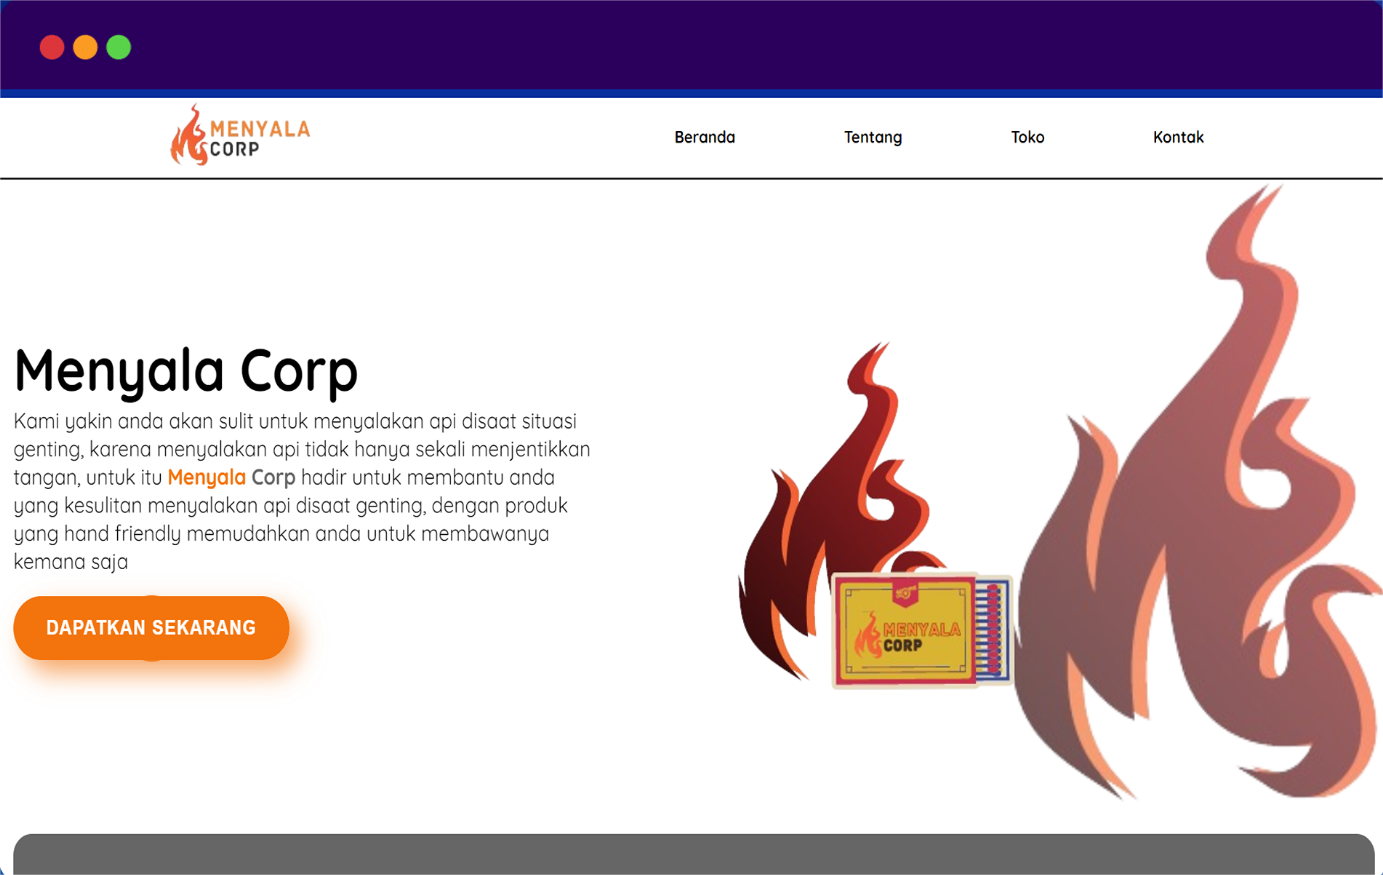 MENYALA
CORP
Beranda
Tentang
Toko
Kontak
Menyala Corp
Kami yakin anda akan sulit untuk menyalakan api disaat situasi
genting, karena menyalakan api tidak hanya sekali menjentikkan
tangan, untuk itu Menyala Corp hadir untuk membantu anda
yang kesulitan menyalakan api disaat genting, dengan produk
yang hand friendly memudahkan anda untuk membawanya
kemana saja
DAPATKAN SEKARANG
MENYALA
CORP